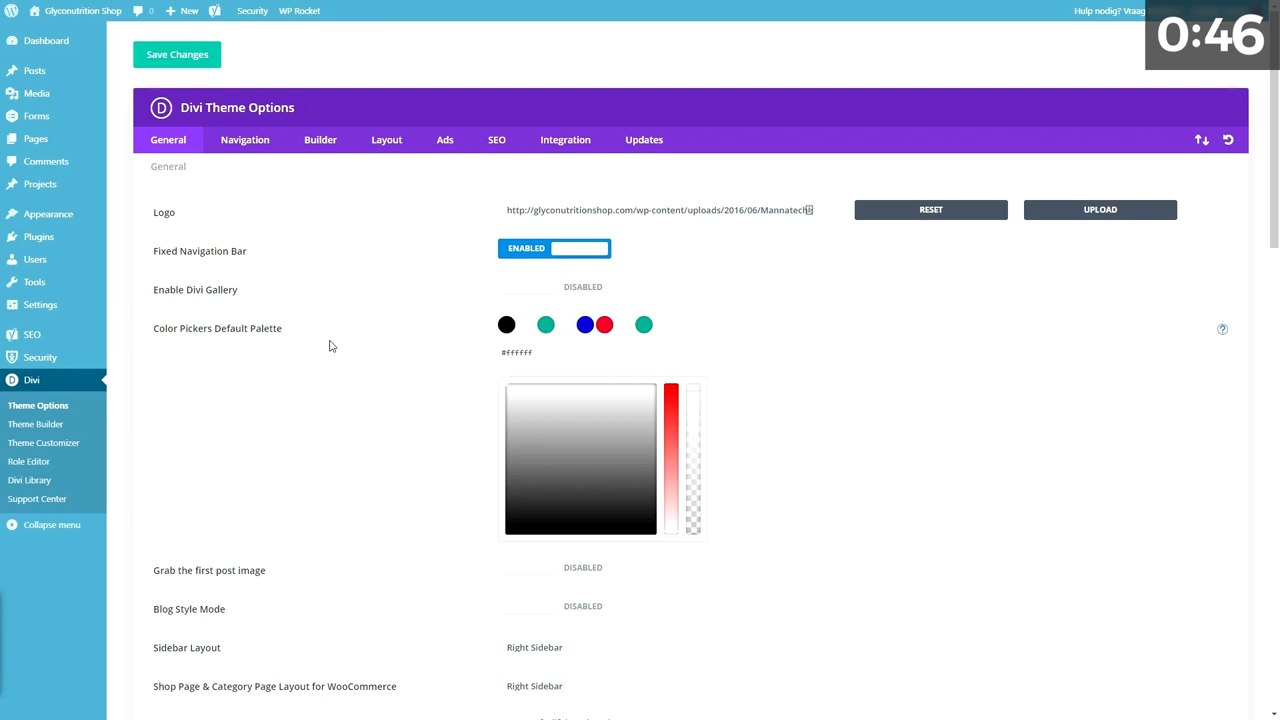 Glyconutrition Shop 0 New Security WP Rocket Hulp nodig? Vraag
0:46
Dashboard
Posts
Media
Forms
Pages
Comments
Projects
Appearance
Plugins
Users
Tools
Settings
SEO
Security
Divi
Theme Options
Theme Builder
Theme Customizer
Role Editor
Divi Library
Support Center
Collapse menu
Save Changes
D Divi Theme Options
General Navigation Builder Layout Ads SEO Integration Updates
General
Logo http://glyconutritionshop.com/wp-content/uploads/2016/06/Mannatech RESET UPLOAD
Fixed Navigation Bar ENABLED
Enable Divi Gallery DISABLED
Color Pickers Default Palette
#ffffff
Grab the first post image DISABLED
Blog Style Mode DISABLED
Sidebar Layout Right Sidebar
Shop Page & Category Page Layout for WooCommerce Right Sidebar